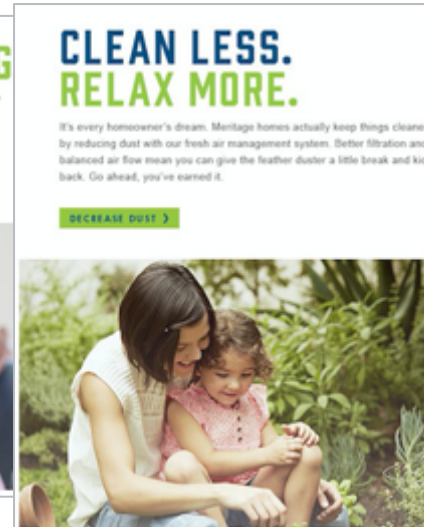 G
CLEAN LESS.
RELAX MORE.
It's every homeowner's dream. Meritage homes actually keep things cleane
by reducing dust with our fresh air management system. Better filtration and
balanced air flow mean you can give the feather duster a little break and kic
back. Go ahead, you've earned it.
DECREASE DUST ❯